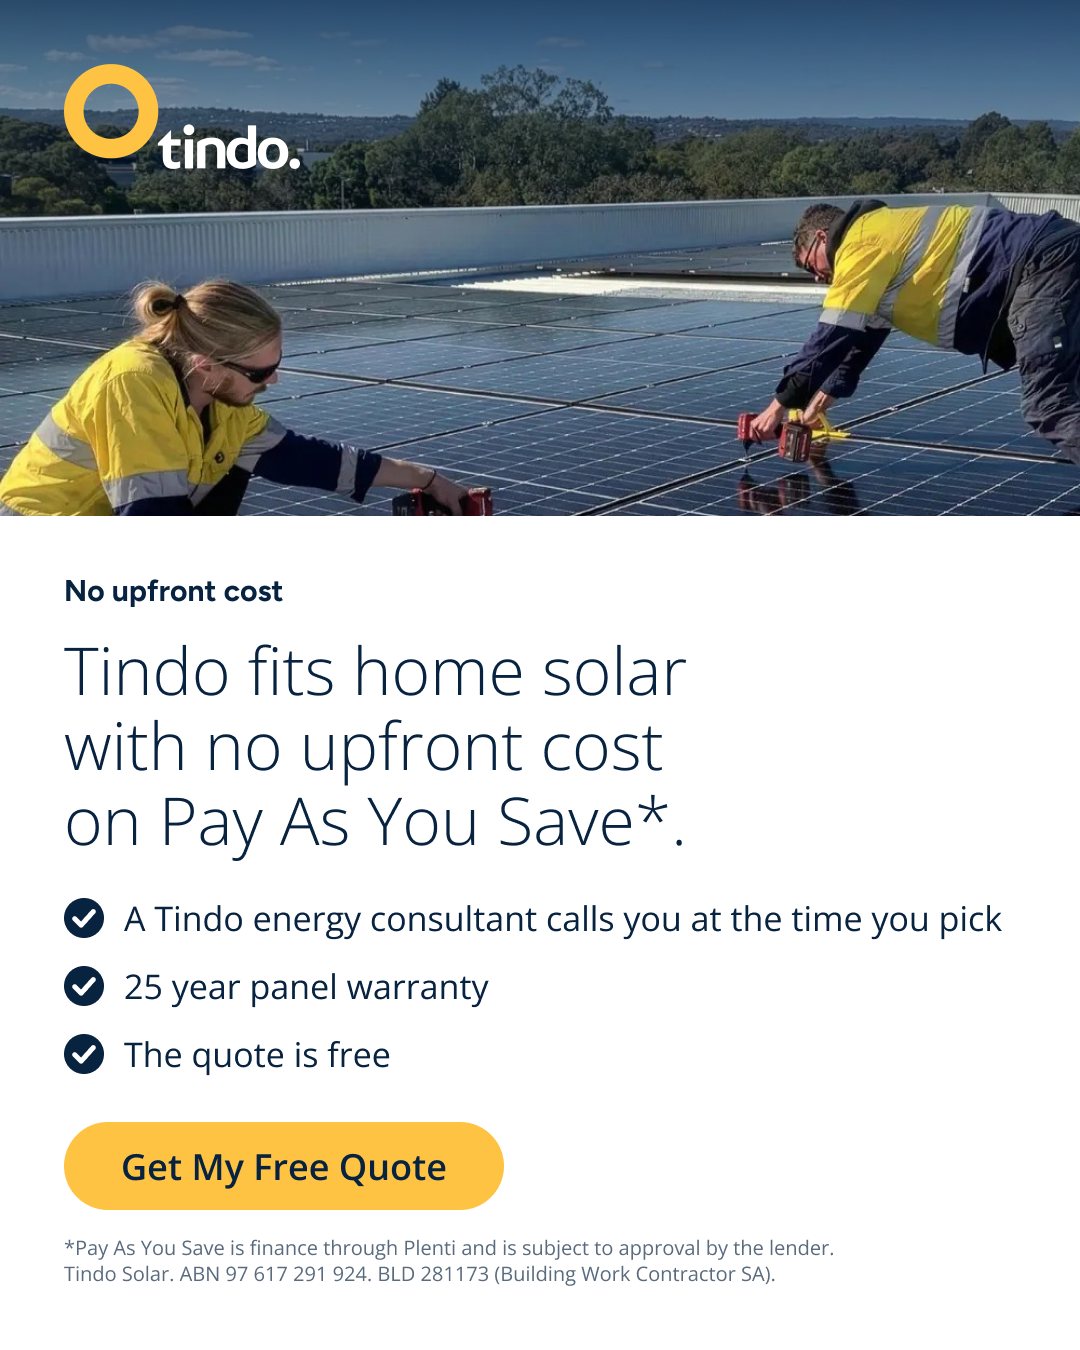 tindo.
No upfront cost
Tindo fits home solar
with no upfront cost
on Pay As You Save*.
A Tindo energy consultant calls you at the time you pick
25 year panel warranty
The quote is free
Get My Free Quote
*Pay As You Save is finance through Plenti and is subject to approval by the lender.
Tindo Solar. ABN 97 617 291 924. BLD 281173 (Building Work Contractor SA).